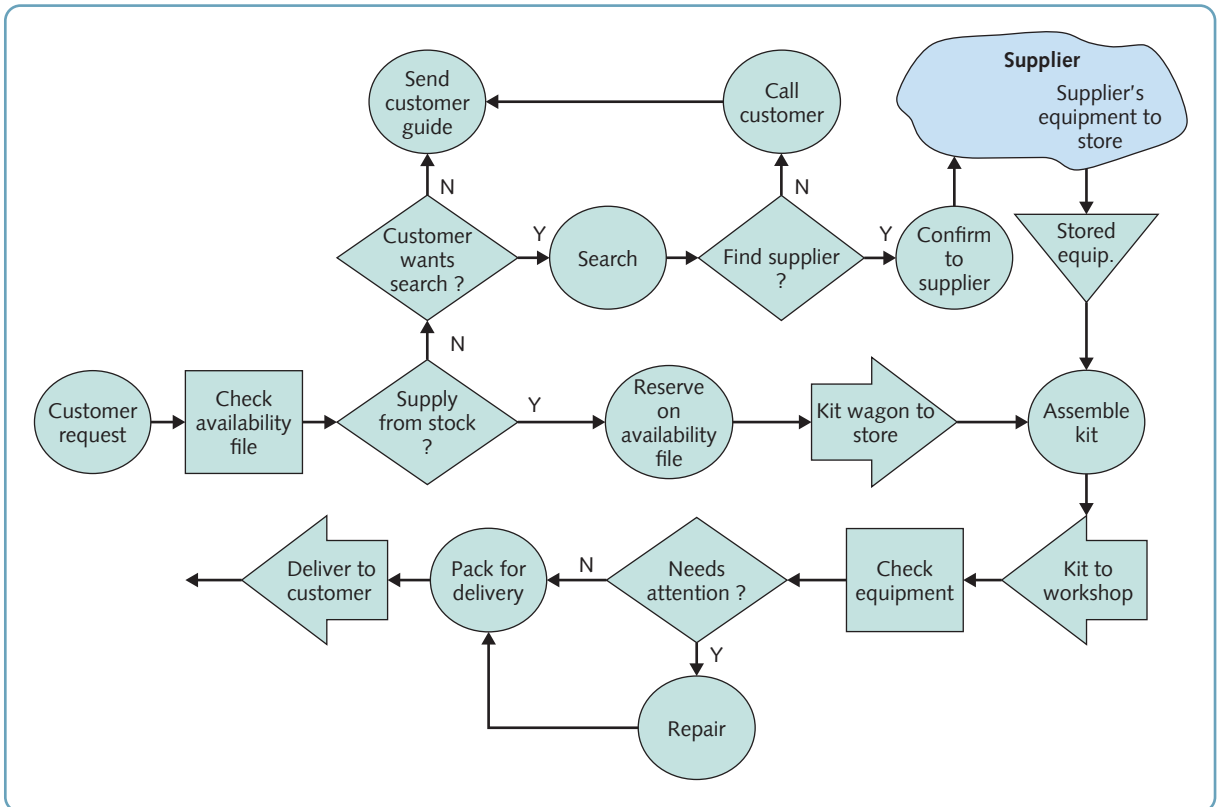 Send
customer
guide
Call
customer
Supplier
Supplier's
equipment to
store
N
N
Customer
wants
search ?
Y
Search
Find supplier
?
Y
Confirm
to
supplier
Stored
equip.
N
Customer
request
Check
availability
file
Supply
from stock
?
Y
Reserve
on
availability
file
Kit wagon to
store
Assemble
kit
Deliver to
customer
Pack for
delivery
N
Needs
attention ?
Check
equipment
Kit to
workshop
Y
Repair